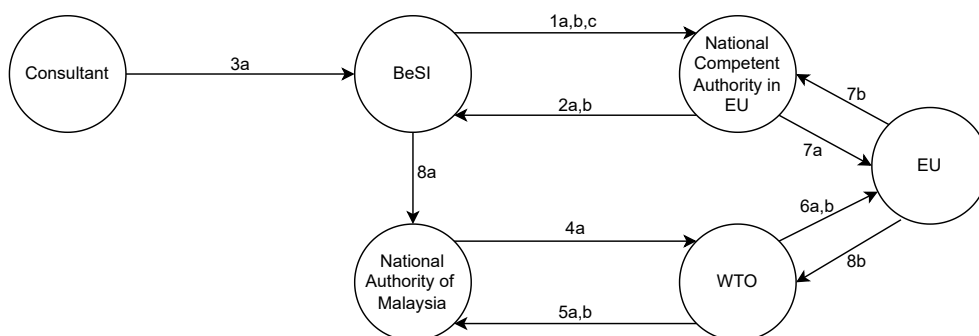 1a,b,c
National
Competent
Authority in
EU
Consultant
3a
BeSI
7b
2a,b
7a
EU
8a
6a,b
4a
National
Authority of
Malaysia
WTO
8b
5a,b